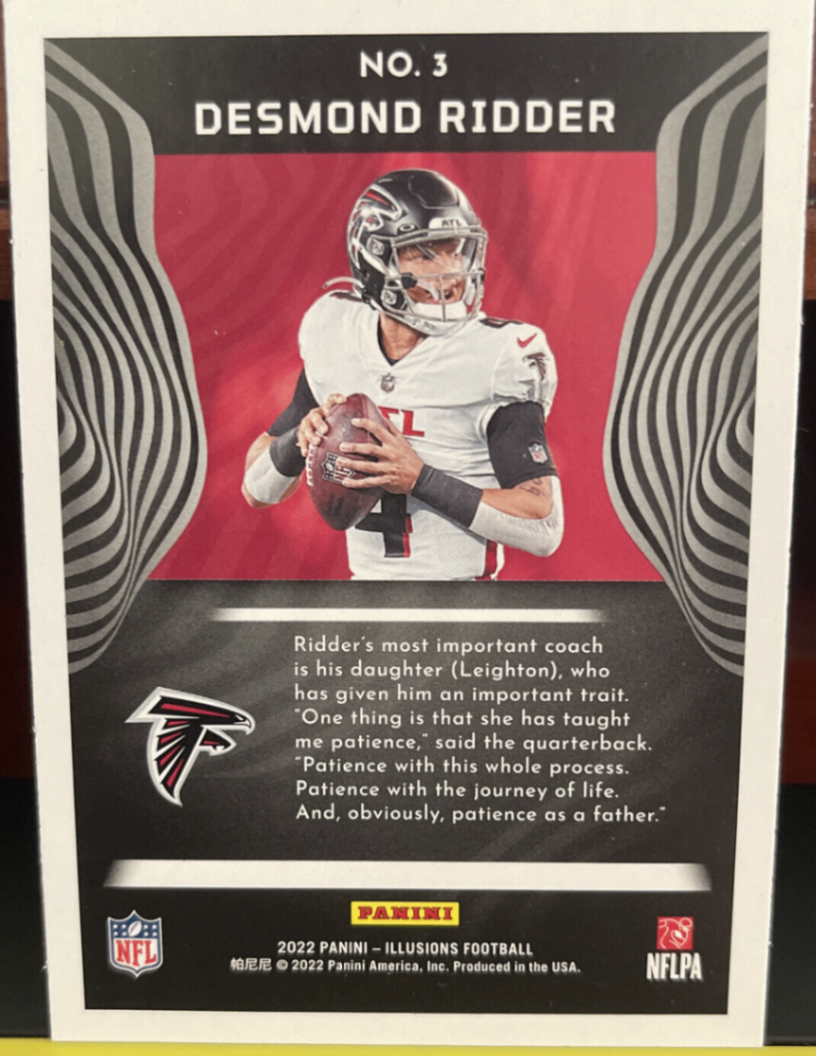 NO. 3
DESMOND RIDDER
ATL
ATL
4
Ridder's most important coach
is his daughter (Leighton), who
has given him an important trait.
"One thing is that she has taught
me patience," said the quarterback.
"Patience with this whole process.
Patience with the journey of life.
And, obviously, patience as a father."
PANINI
NFL
2022 PANINI – ILLUSIONS FOOTBALL
帕尼尼 © 2022 Panini America, Inc. Produced in the USA.
NFLPA